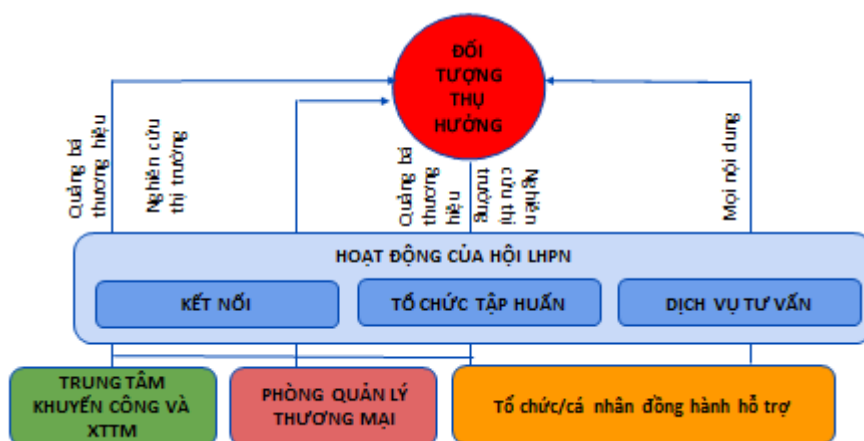 ĐỐI
TƯỢNG
THỤ
HƯỞNG
Quảng bá
thương hiệu
Nghiên cứu
thị trường
Quảng bá
thương
hiệu
Nghiên
cứu thị
trường
Mọi nội dung
HOẠT ĐỘNG CỦA HỘI LHPN
KẾT NỐI
TỔ CHỨC TẬP HUẤN
DỊCH VỤ TƯ VẤN
TRUNG TÂM
KHUYẾN CÔNG VÀ
XTTM
PHÒNG QUẢN LÝ
THƯƠNG MẠI
Tổ chức/cá nhân đồng hành hỗ trợ